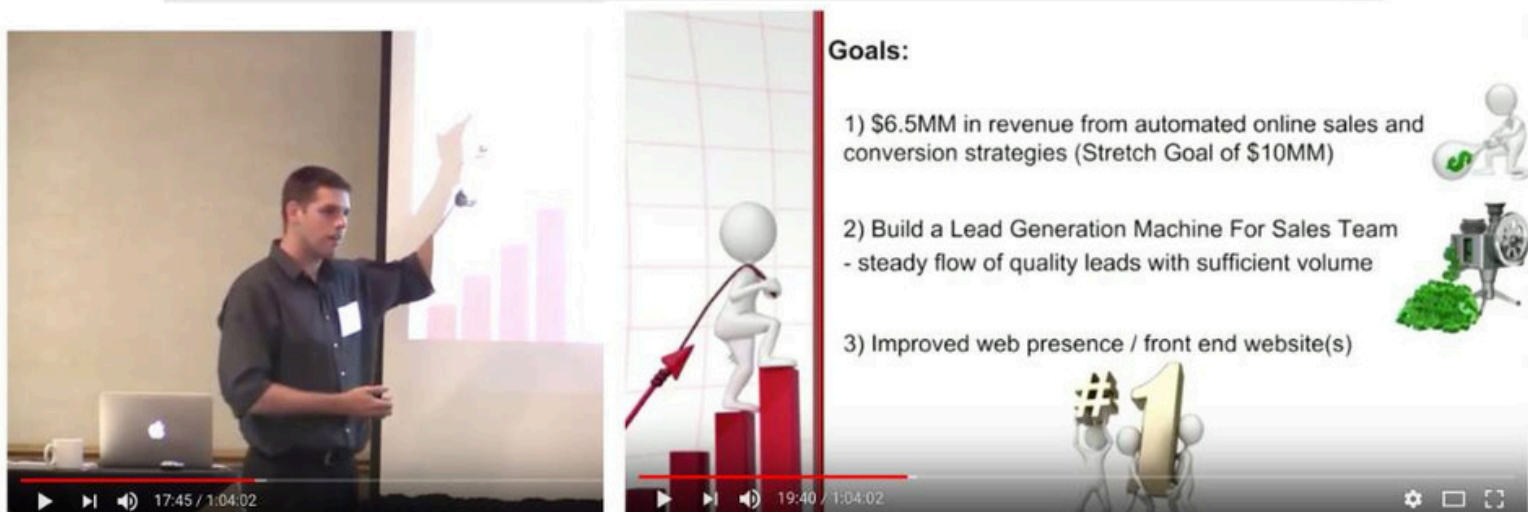 Goals:
1) $6.5MM in revenue from automated online sales and
conversion strategies (Stretch Goal of $10MM)
2) Build a Lead Generation Machine For Sales Team
- steady flow of quality leads with sufficient volume
3) Improved web presence / front end website(s)
#1
17:45 / 1:04:02
19:40 / 1:04:02